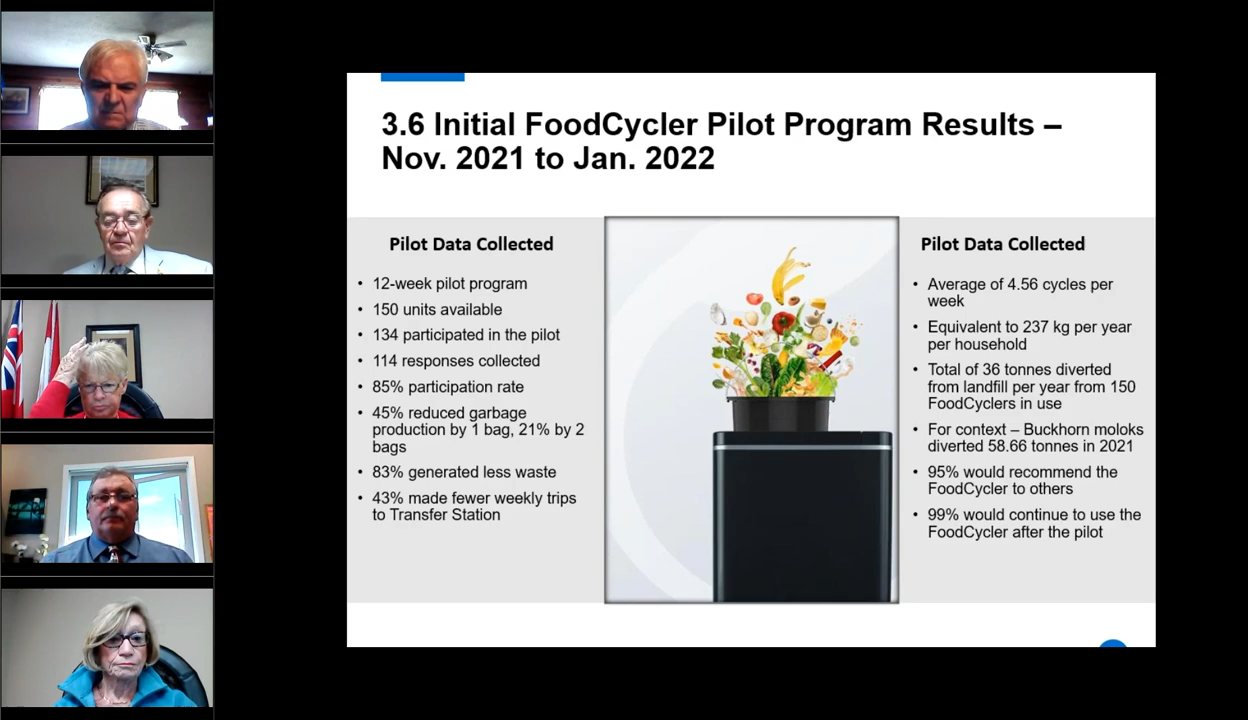 3.6 Initial FoodCycler Pilot Program Results –
Nov. 2021 to Jan. 2022
Pilot Data Collected
• 12-week pilot program
• 150 units available
• 134 participated in the pilot
• 114 responses collected
• 85% participation rate
• 45% reduced garbage
production by 1 bag, 21% by 2
bags
• 83% generated less waste
• 43% made fewer weekly trips
to Transfer Station
Pilot Data Collected
• Average of 4.56 cycles per
week
• Equivalent to 237 kg per year
per household
• Total of 36 tonnes diverted
from landfill per year from 150
FoodCyclers in use
• For context – Buckhorn moloks
diverted 58.66 tonnes in 2021
• 95% would recommend the
FoodCycler to others
• 99% would continue to use the
FoodCycler after the pilot